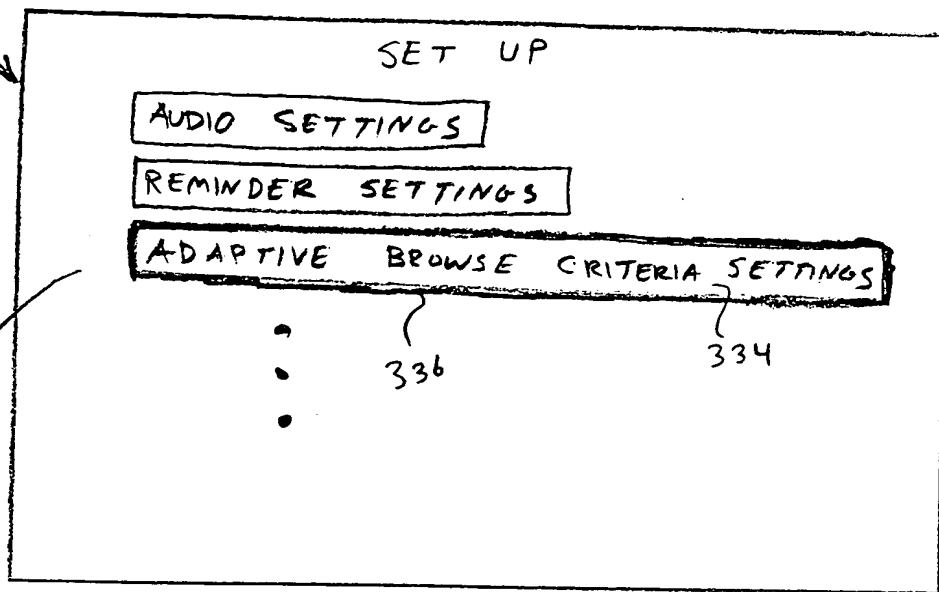 SET UP
AUDIO SETTINGS
REMINDER SETTINGS
ADAPTIVE BROWSE CRITERIA SETTINGS
336
334